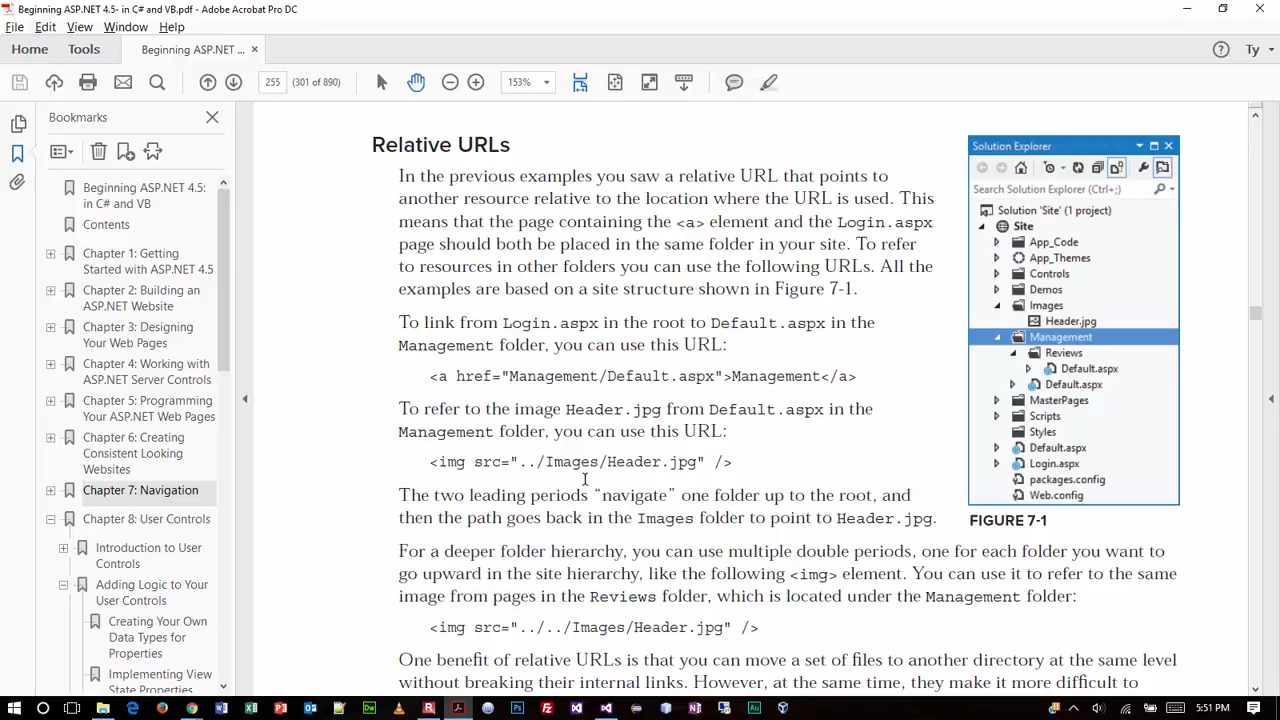 Beginning ASP.NET 4.5- in C# and VB.pdf - Adobe Acrobat Pro DC
File Edit View Window Help
Home Tools Beginning ASP.NET ... Ty
255 (301 of 890) 153%
Bookmarks
Beginning ASP.NET 4.5:
in C# and VB
Contents
Chapter 1: Getting
Started with ASP.NET 4.5
Chapter 2: Building an
ASP.NET Website
Chapter 3: Designing
Your Web Pages
Chapter 4: Working with
ASP.NET Server Controls
Chapter 5: Programming
Your ASP.NET Web Pages
Chapter 6: Creating
Consistent Looking
Websites
Chapter 7: Navigation
Chapter 8: User Controls
Introduction to User
Controls
Adding Logic to Your
User Controls
Creating Your Own
Data Types for
Properties
Implementing View
State Properties
Relative URLs
In the previous examples you saw a relative URL that points to
another resource relative to the location where the URL is used. This
means that the page containing the <a> element and the Login.aspx
page should both be placed in the same folder in your site. To refer
to resources in other folders you can use the following URLs. All the
examples are based on a site structure shown in Figure 7-1.
To link from Login.aspx in the root to Default.aspx in the
Management folder, you can use this URL:
<a href="Management/Default.aspx">Management</a>
To refer to the image Header.jpg from Default.aspx in the
Management folder, you can use this URL:
<img src="../Images/Header.jpg" />
The two leading periods “navigate” one folder up to the root, and
then the path goes back in the Images folder to point to Header.jpg.
For a deeper folder hierarchy, you can use multiple double periods, one for each folder you want to
go upward in the site hierarchy, like the following <img> element. You can use it to refer to the same
image from pages in the Reviews folder, which is located under the Management folder:
<img src="../../Images/Header.jpg" />
One benefit of relative URLs is that you can move a set of files to another directory at the same level
without breaking their internal links. However, at the same time, they make it more difficult to
Solution Explorer
Search Solution Explorer (Ctrl+;)
Solution 'Site' (1 project)
Site
App_Code
App_Themes
Controls
Demos
Images
Header.jpg
Management
Reviews
Default.aspx
Default.aspx
MasterPages
Scripts
Styles
Default.aspx
Login.aspx
packages.config
Web.config
FIGURE 7-1
5:51 PM